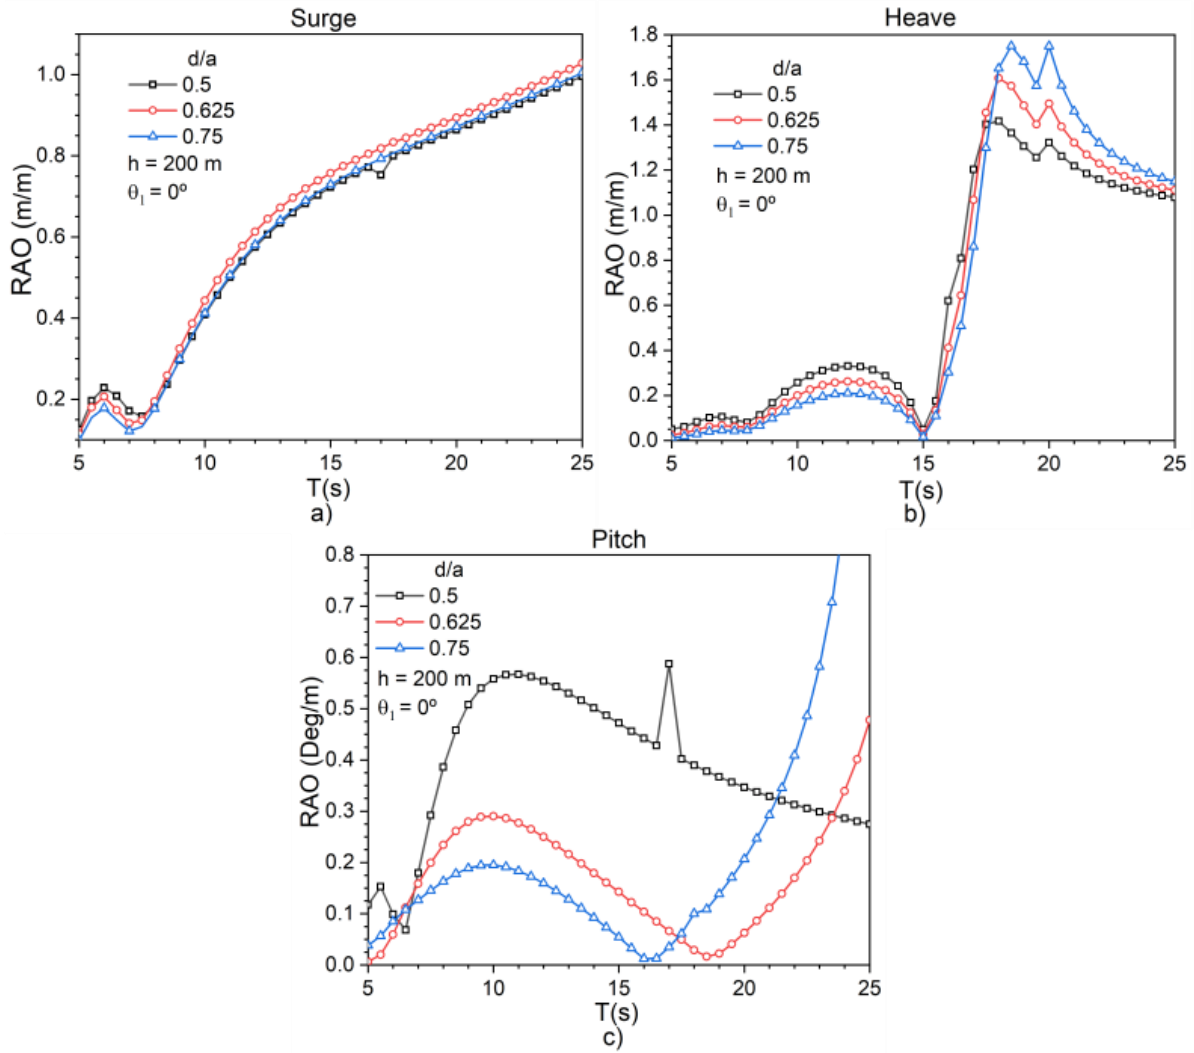 Surge
RAO (m/m)
1.0
0.8
0.6
0.4
0.2
d/a
0.5
0.625
0.75
h = 200 m
θ1 = 0º
5 10 15 20 25
T(s)
a)
Heave
RAO (m/m)
1.8
1.6
1.4
1.2
1.0
0.8
0.6
0.4
0.2
0.0
d/a
0.5
0.625
0.75
h = 200 m
θ1 = 0º
5 10 15 20 25
T(s)
b)
Pitch
RAO (Deg/m)
0.8
0.7
0.6
0.5
0.4
0.3
0.2
0.1
0.0
d/a
0.5
0.625
0.75
h = 200 m
θ1 = 0º
5 10 15 20 25
T(s)
c)